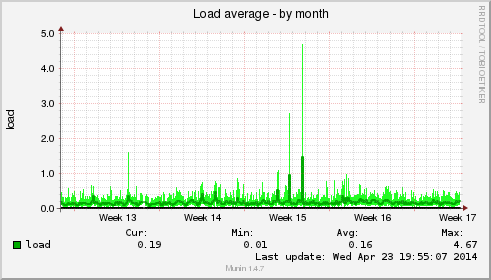 Load average - by month
RRDTOOL / TOBI OETIKER
load
5.0
4.0
3.0
2.0
1.0
0.0
Week 13 Week 14 Week 15 Week 16 Week 17
Cur: Min: Avg: Max:
load 0.19 0.01 0.16 4.67
Last update: Wed Apr 23 19:55:07 2014
Munin 1.4.7